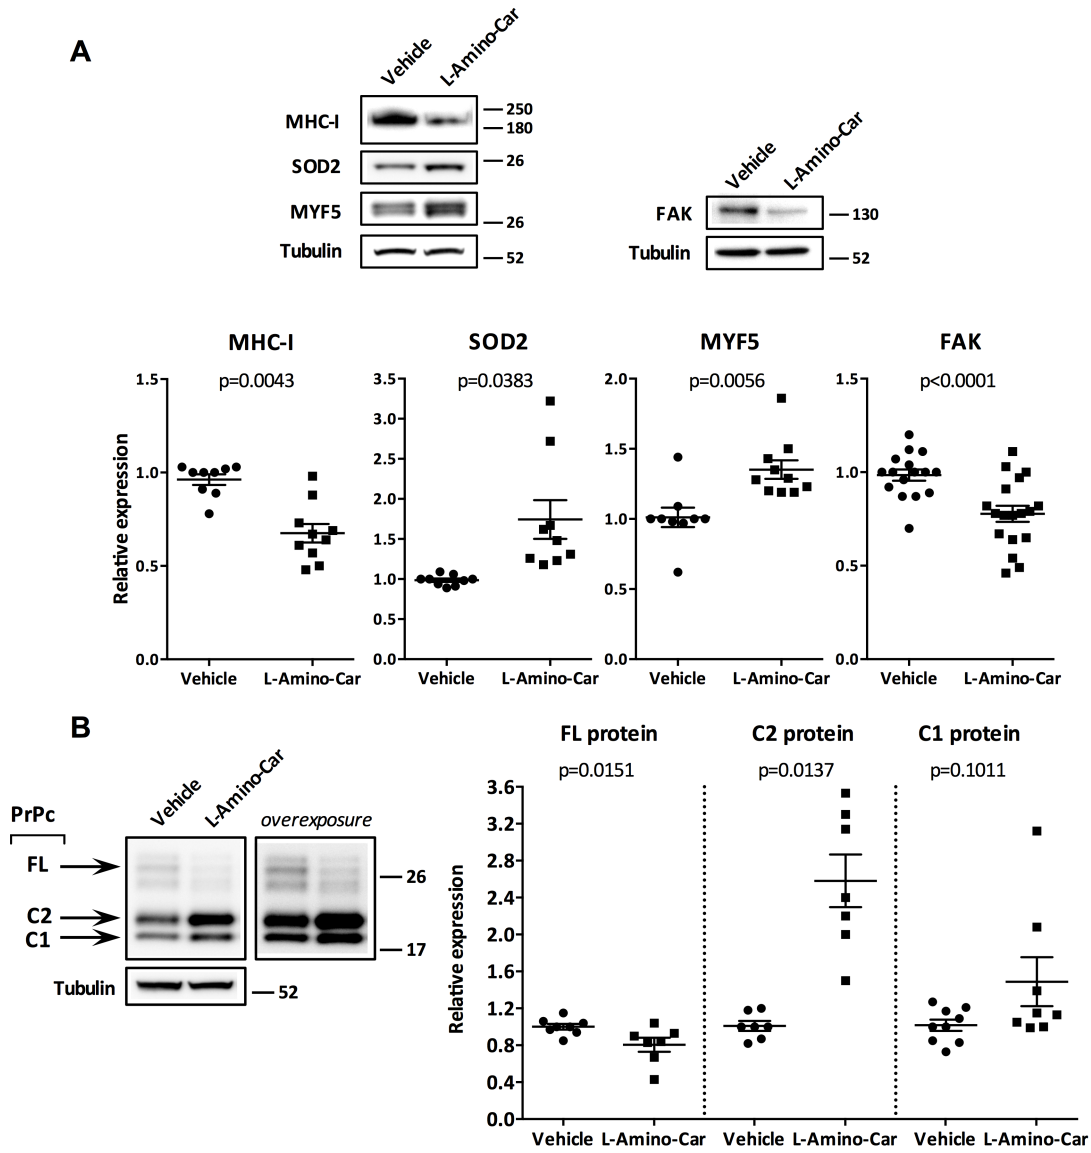 A
Vehicle
L-Amino-Car
MHC-I
250
180
SOD2
26
MYF5
26
Tubulin
52
Vehicle
L-Amino-Car
FAK
130
Tubulin
52
MHC-I
SOD2
MYF5
FAK
p=0.0043
p=0.0383
p=0.0056
p<0.0001
Relative expression
1.5
1.0
0.5
0.0
3.5
3.0
2.5
2.0
1.5
1.0
0.5
0.0
2.0
1.5
1.0
0.5
0.0
1.5
1.0
0.5
0.0
Vehicle L-Amino-Car
Vehicle L-Amino-Car
Vehicle L-Amino-Car
Vehicle L-Amino-Car
B
PrPc
Vehicle
L-Amino-Car
overexposure
FL
26
C2
C1
17
Tubulin
52
FL protein
C2 protein
C1 protein
p=0.0151
p=0.0137
p=0.1011
Relative expression
3.6
3.2
2.8
2.4
2.0
1.6
1.2
0.8
0.4
0.0
Vehicle L-Amino-Car
Vehicle L-Amino-Car
Vehicle L-Amino-Car